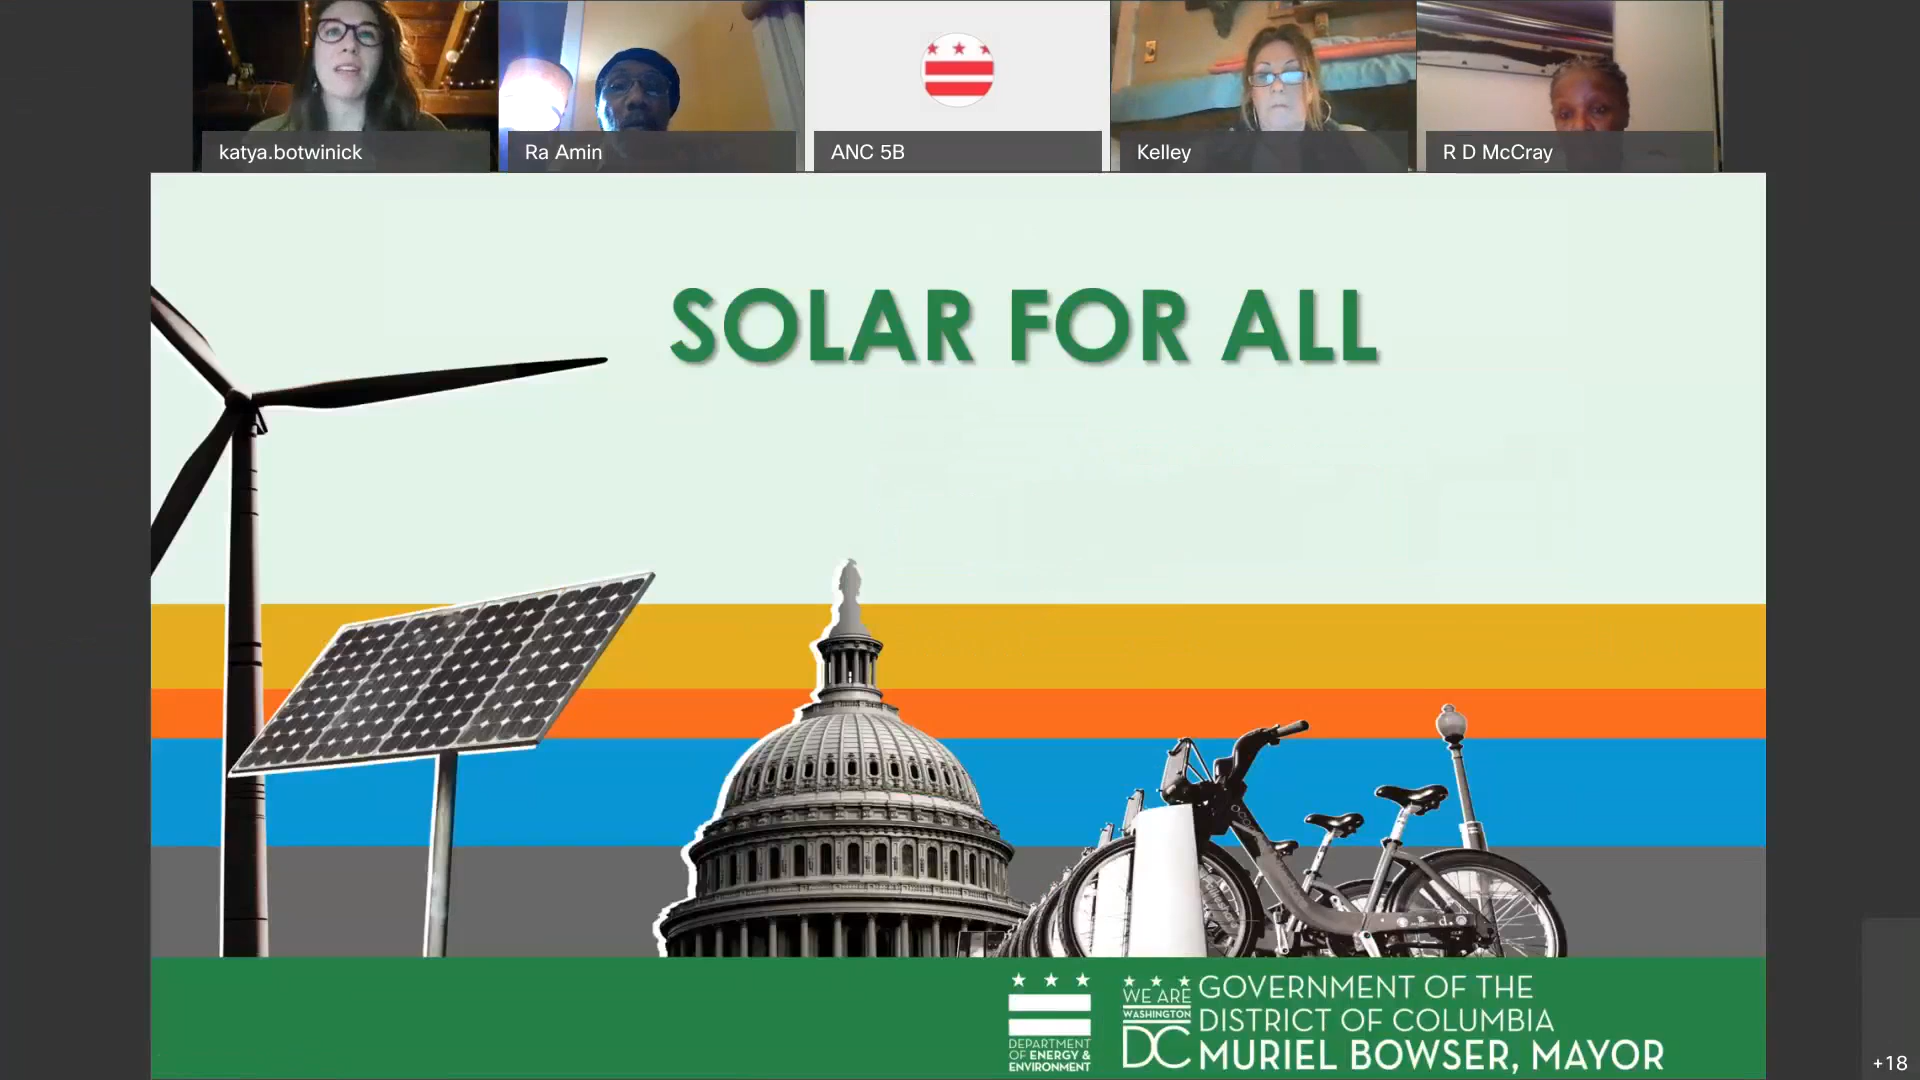 katya.botwinick
Ra Amin
ANC 5B
Kelley
R D McCray
SOLAR FOR ALL
DEPARTMENT
OF ENERGY &
ENVIRONMENT
WE ARE
WASHINGTON
DC
GOVERNMENT OF THE
DISTRICT OF COLUMBIA
MURIEL BOWSER, MAYOR
+18